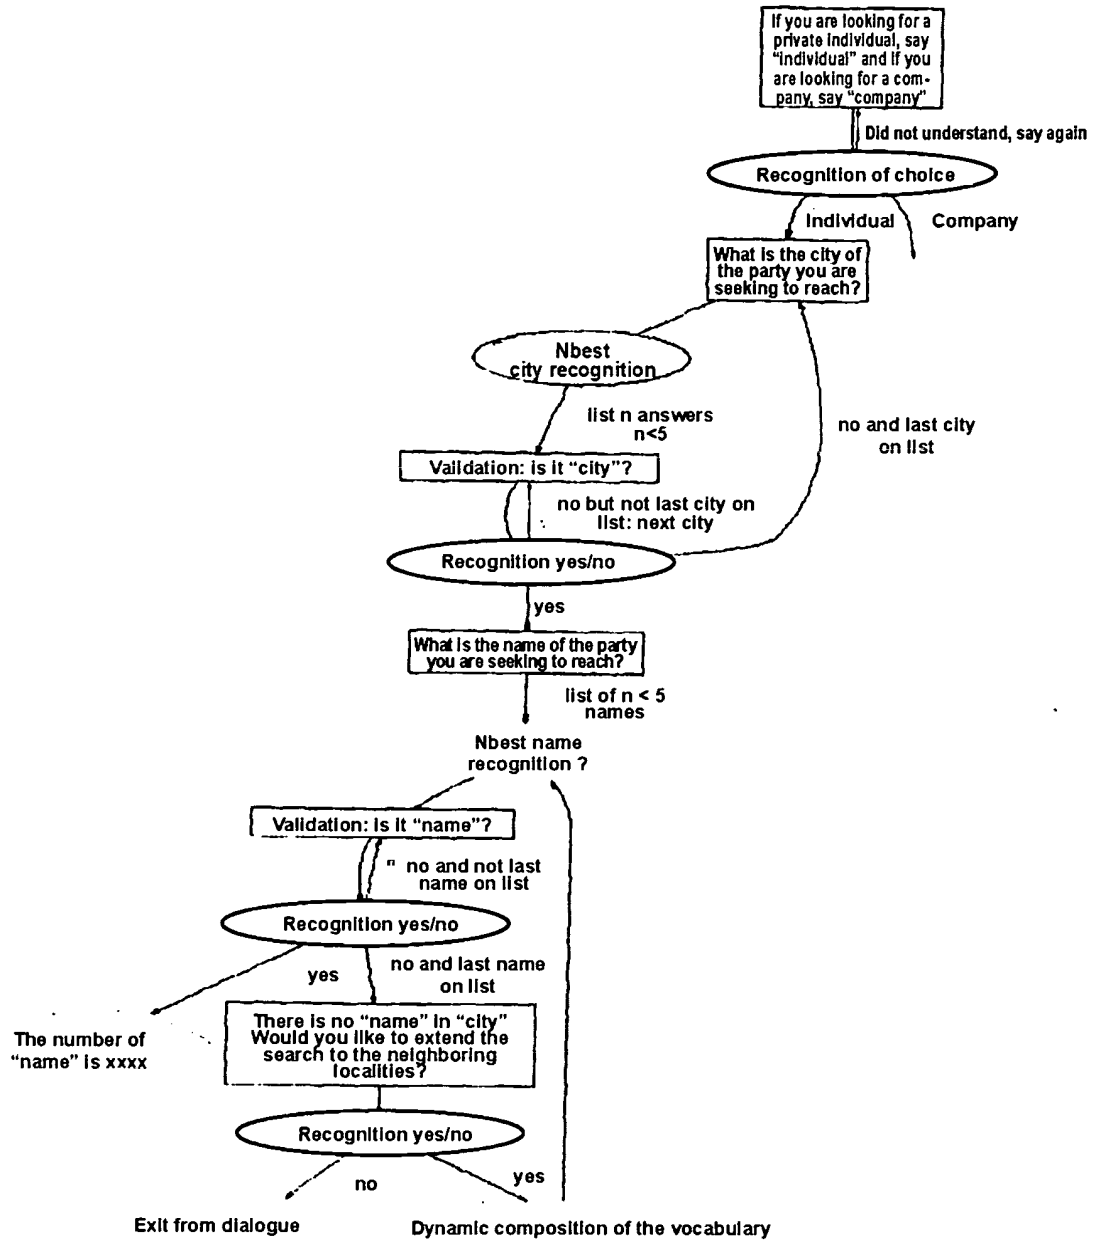 If you are looking for a
private individual, say
"individual" and if you
are looking for a com-
pany, say "company"
Did not understand, say again
Recognition of choice
Individual
Company
What is the city of
the party you are
seeking to reach?
Nbest
city recognition
list n answers
n<5
no and last city
on list
Validation: is it "city"?
no but not last city on
list: next city
Recognition yes/no
yes
What is the name of the party
you are seeking to reach?
list of n < 5
names
Nbest name
recognition ?
Validation: is it "name"?
" no and not last
name on list
Recognition yes/no
yes
no and last name
on list
The number of
"name" is xxxx
There is no "name" in "city"
Would you like to extend the
search to the neighboring
localities?
Recognition yes/no
no
yes
Exit from dialogue
Dynamic composition of the vocabulary